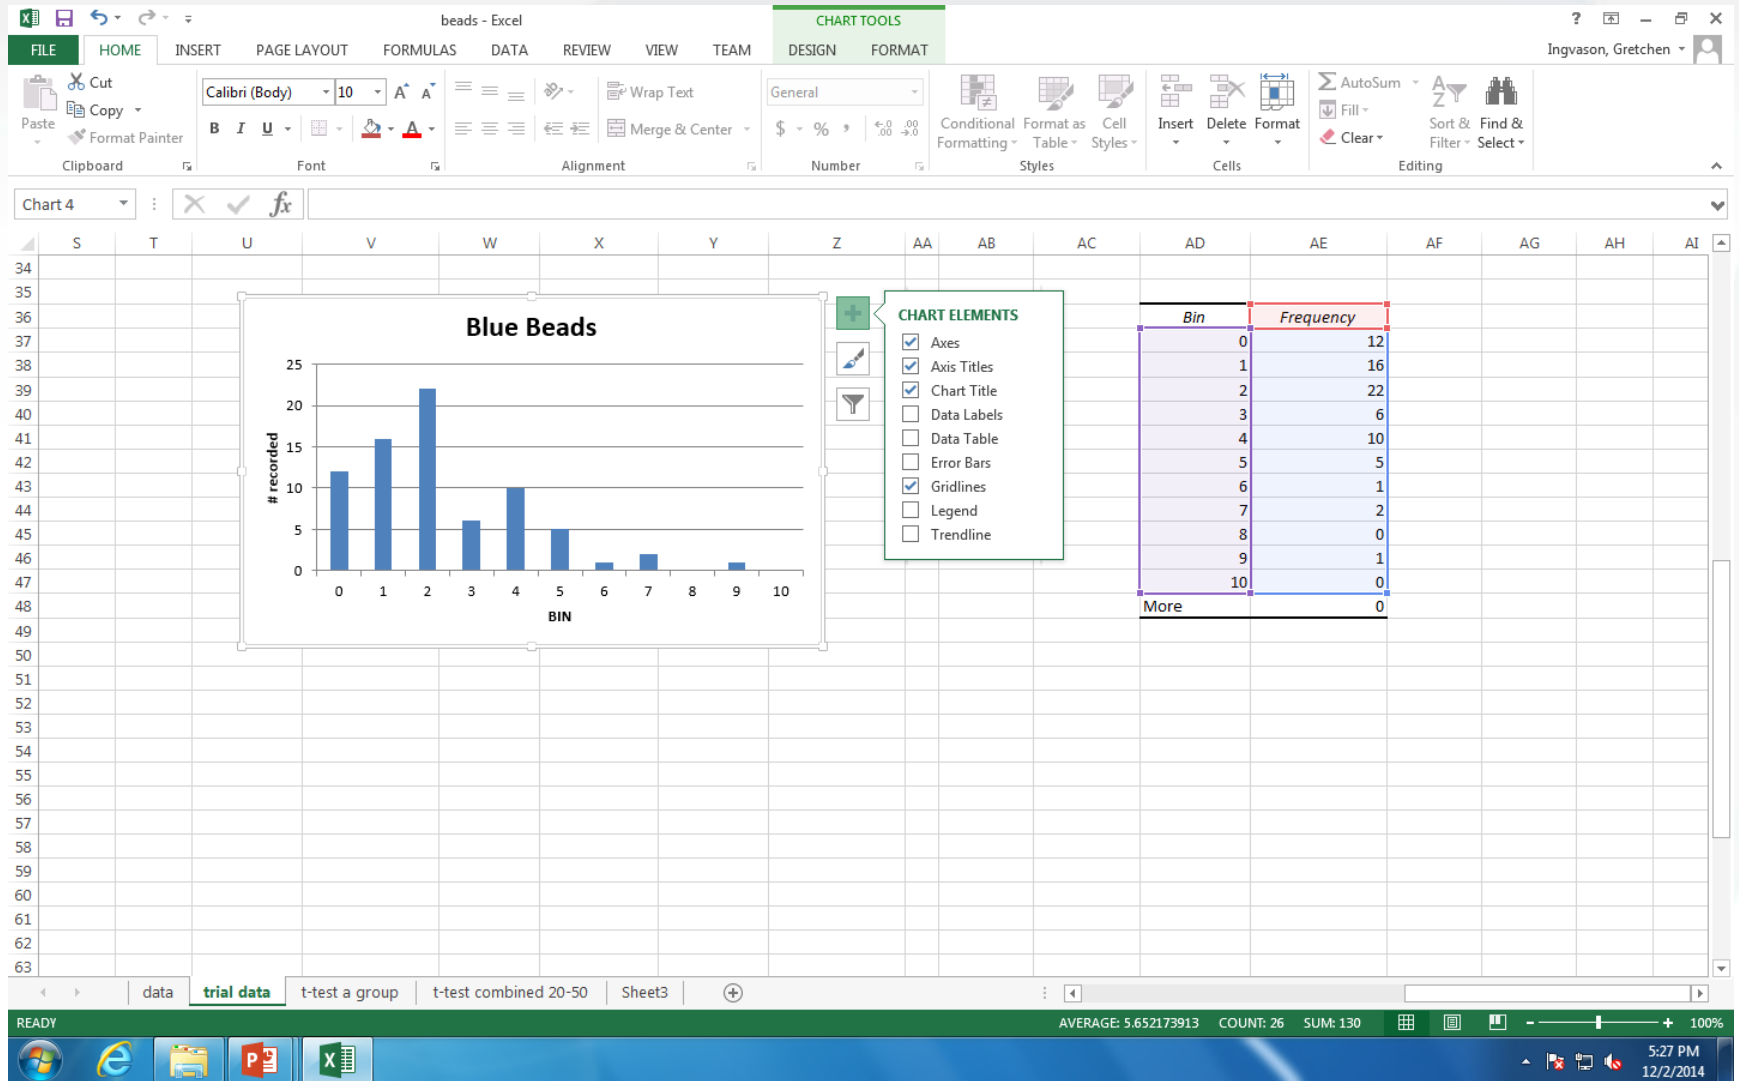 beads - Excel
CHART TOOLS
?
FILE HOME INSERT PAGE LAYOUT FORMULAS DATA REVIEW VIEW TEAM DESIGN FORMAT
Ingvason, Gretchen
Paste
Cut
Copy
Format Painter
Clipboard
Calibri (Body) 10
B I U
Font
Wrap Text
Merge & Center
Alignment
General
$ % ,
Number
Conditional Formatting
Format as Table
Cell Styles
Styles
Insert Delete Format
Cells
AutoSum
Fill
Clear
Sort & Filter
Find & Select
Editing
Chart 4
fx
S T U V W X Y Z AA AB AC AD AE AF AG AH AI
34
35
36
37
38
39
40
41
42
43
44
45
46
47
48
49
50
51
52
53
54
55
56
57
58
59
60
61
62
63
Blue Beads
# recorded
25
20
15
10
5
0
0 1 2 3 4 5 6 7 8 9 10
BIN
CHART ELEMENTS
Axes
Axis Titles
Chart Title
Data Labels
Data Table
Error Bars
Gridlines
Legend
Trendline
Bin Frequency
0 12
1 16
2 22
3 6
4 10
5 5
6 1
7 2
8 0
9 1
10 0
More 0
data trial data t-test a group t-test combined 20-50 Sheet3
READY
AVERAGE: 5.652173913 COUNT: 26 SUM: 130
100%
5:27 PM
12/2/2014